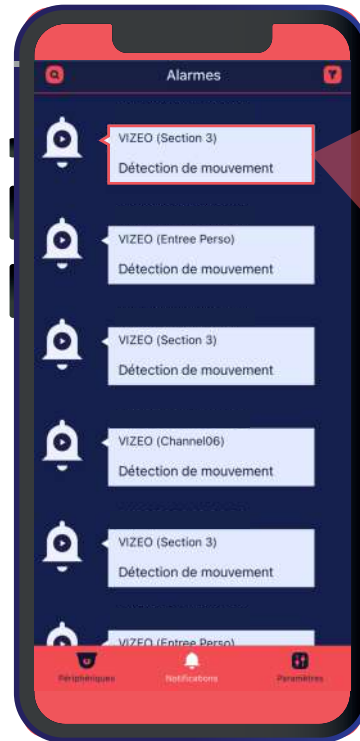 Alarmes
VIZEO (Section 3)
Détection de mouvement
VIZEO (Entree Perso)
Détection de mouvement
VIZEO (Section 3)
Détection de mouvement
VIZEO (Channel06)
Détection de mouvement
VIZEO (Section 3)
Détection de mouvement
VIZEO (Entree Perso)
Périphériques Notifications Paramètres